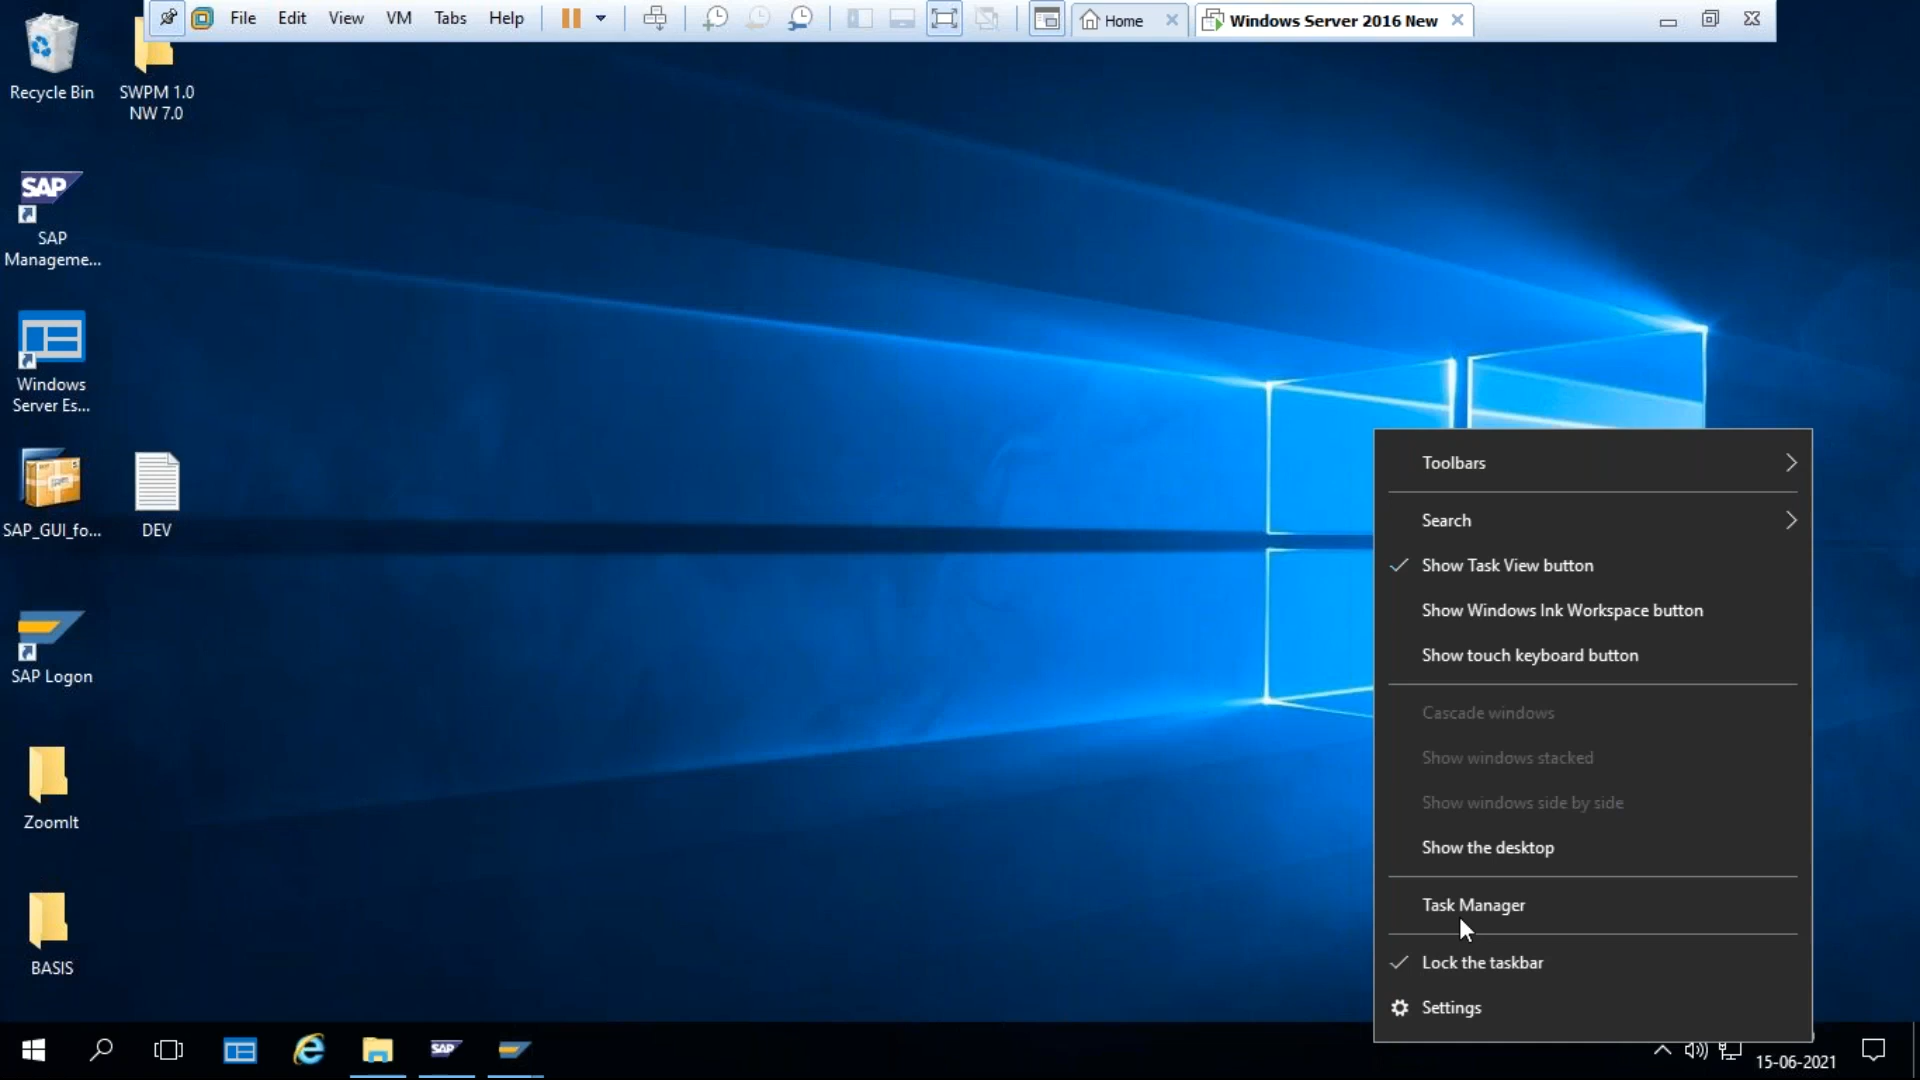 File Edit View VM Tabs Help
Home
Windows Server 2016 New
Recycle Bin
SWPM 1.0
NW 7.0
SAP
SAP
Manageme...
Windows
Server Es...
SAP_GUI_fo...
DEV
SAP Logon
ZoomIt
BASIS
Toolbars
Search
Show Task View button
Show Windows Ink Workspace button
Show touch keyboard button
Cascade windows
Show windows stacked
Show windows side by side
Show the desktop
Task Manager
Lock the taskbar
Settings
SAP
15-06-2021